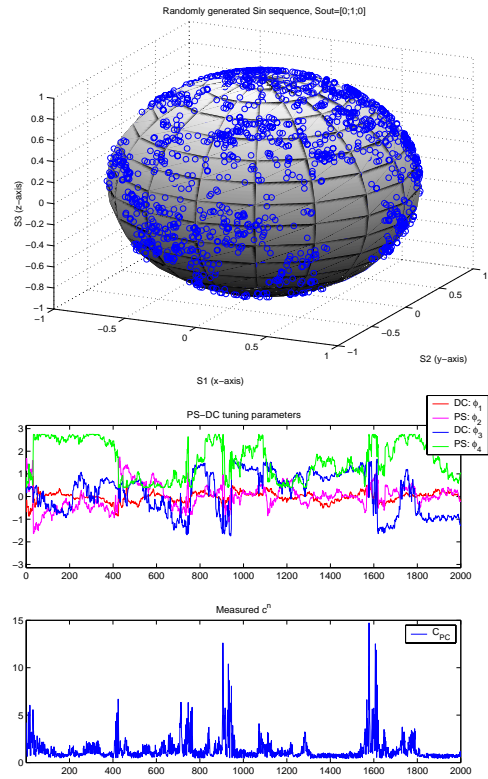 Randomly generated Sin sequence, Sout=[0;1;0]
1
0.8
0.6
0.4
0.2
0
−0.2
−0.4
−0.6
−0.8
−1
S3 (z−axis)
−1
−0.5
0
0.5
1
S1 (x−axis)
−1
−0.5
0
0.5
1
S2 (y−axis)
PS−DC tuning parameters
DC: ϕ1
PS: ϕ2
DC: ϕ3
PS: ϕ4
3
2
1
0
−1
−2
−3
0 200 400 600 800 1000 1200 1400 1600 1800 2000
Measured c^n
C_PC
15
10
5
0
0 200 400 600 800 1000 1200 1400 1600 1800 2000